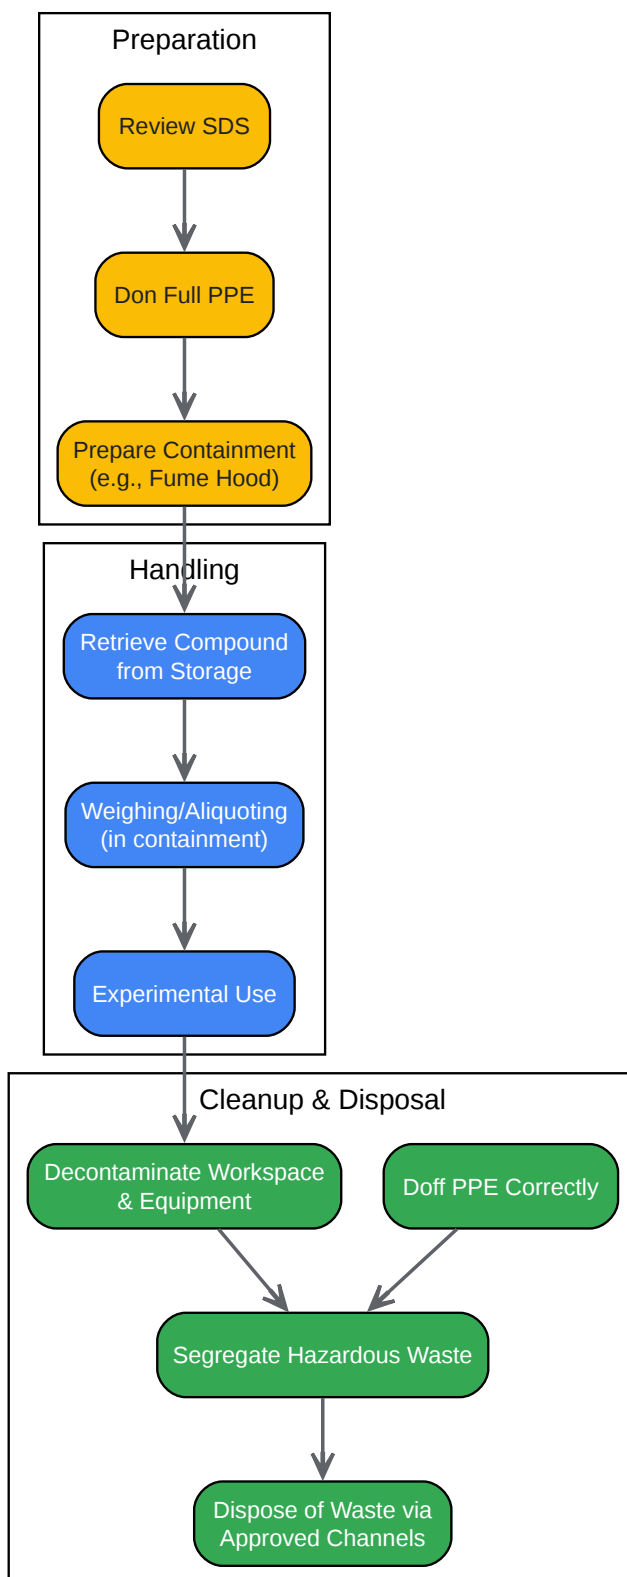 Preparation
Review SDS
Don Full PPE
Prepare Containment
(e.g., Fume Hood)
Handling
Retrieve Compound
from Storage
Weighing/Aliquoting
(in containment)
Experimental Use
Cleanup & Disposal
Decontaminate Workspace
& Equipment
Doff PPE Correctly
Segregate Hazardous Waste
Dispose of Waste via
Approved Channels